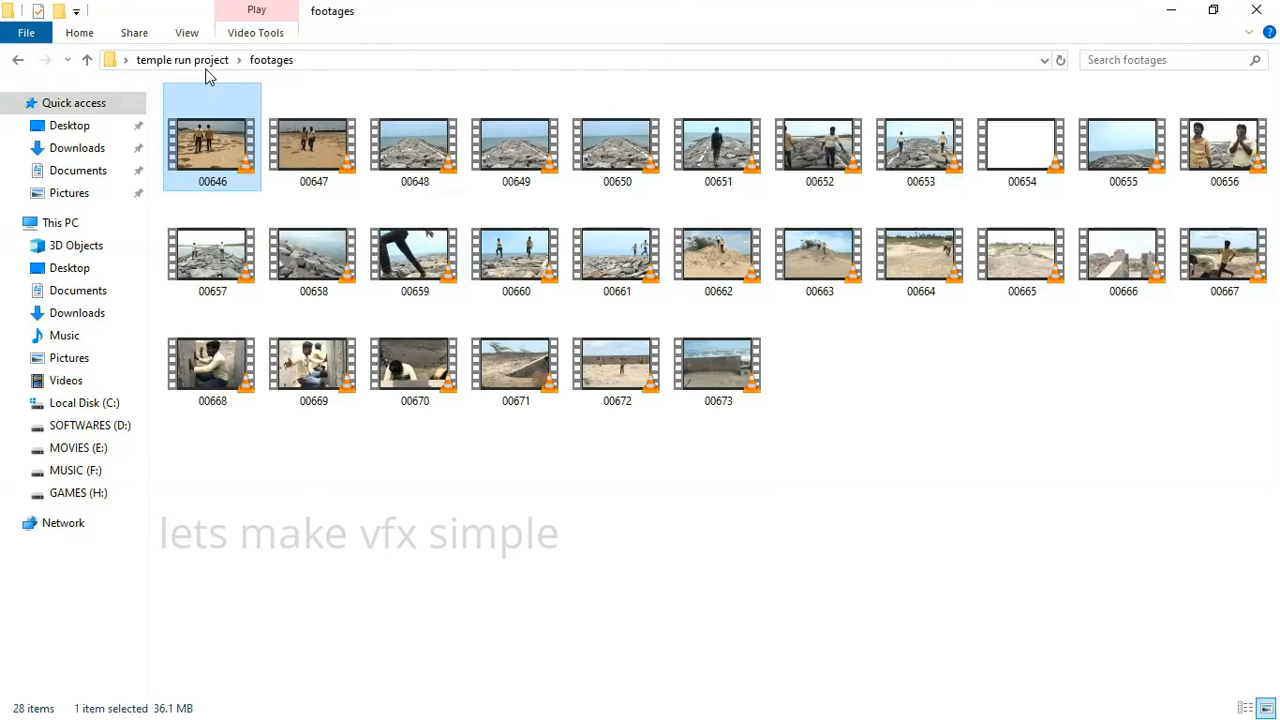 Play
footages
File
Home
Share
View
Video Tools
temple run project
footages
Search footages
Quick access
Desktop
Downloads
Documents
Pictures
This PC
3D Objects
Desktop
Documents
Downloads
Music
Pictures
Videos
Local Disk (C:)
SOFTWARES (D:)
MOVIES (E:)
MUSIC (F:)
GAMES (H:)
Network
00646
00647
00648
00649
00650
00651
00652
00653
00654
00655
00656
00657
00658
00659
00660
00661
00662
00663
00664
00665
00666
00667
00668
00669
00670
00671
00672
00673
lets make vfx simple
28 items
1 item selected 36.1 MB